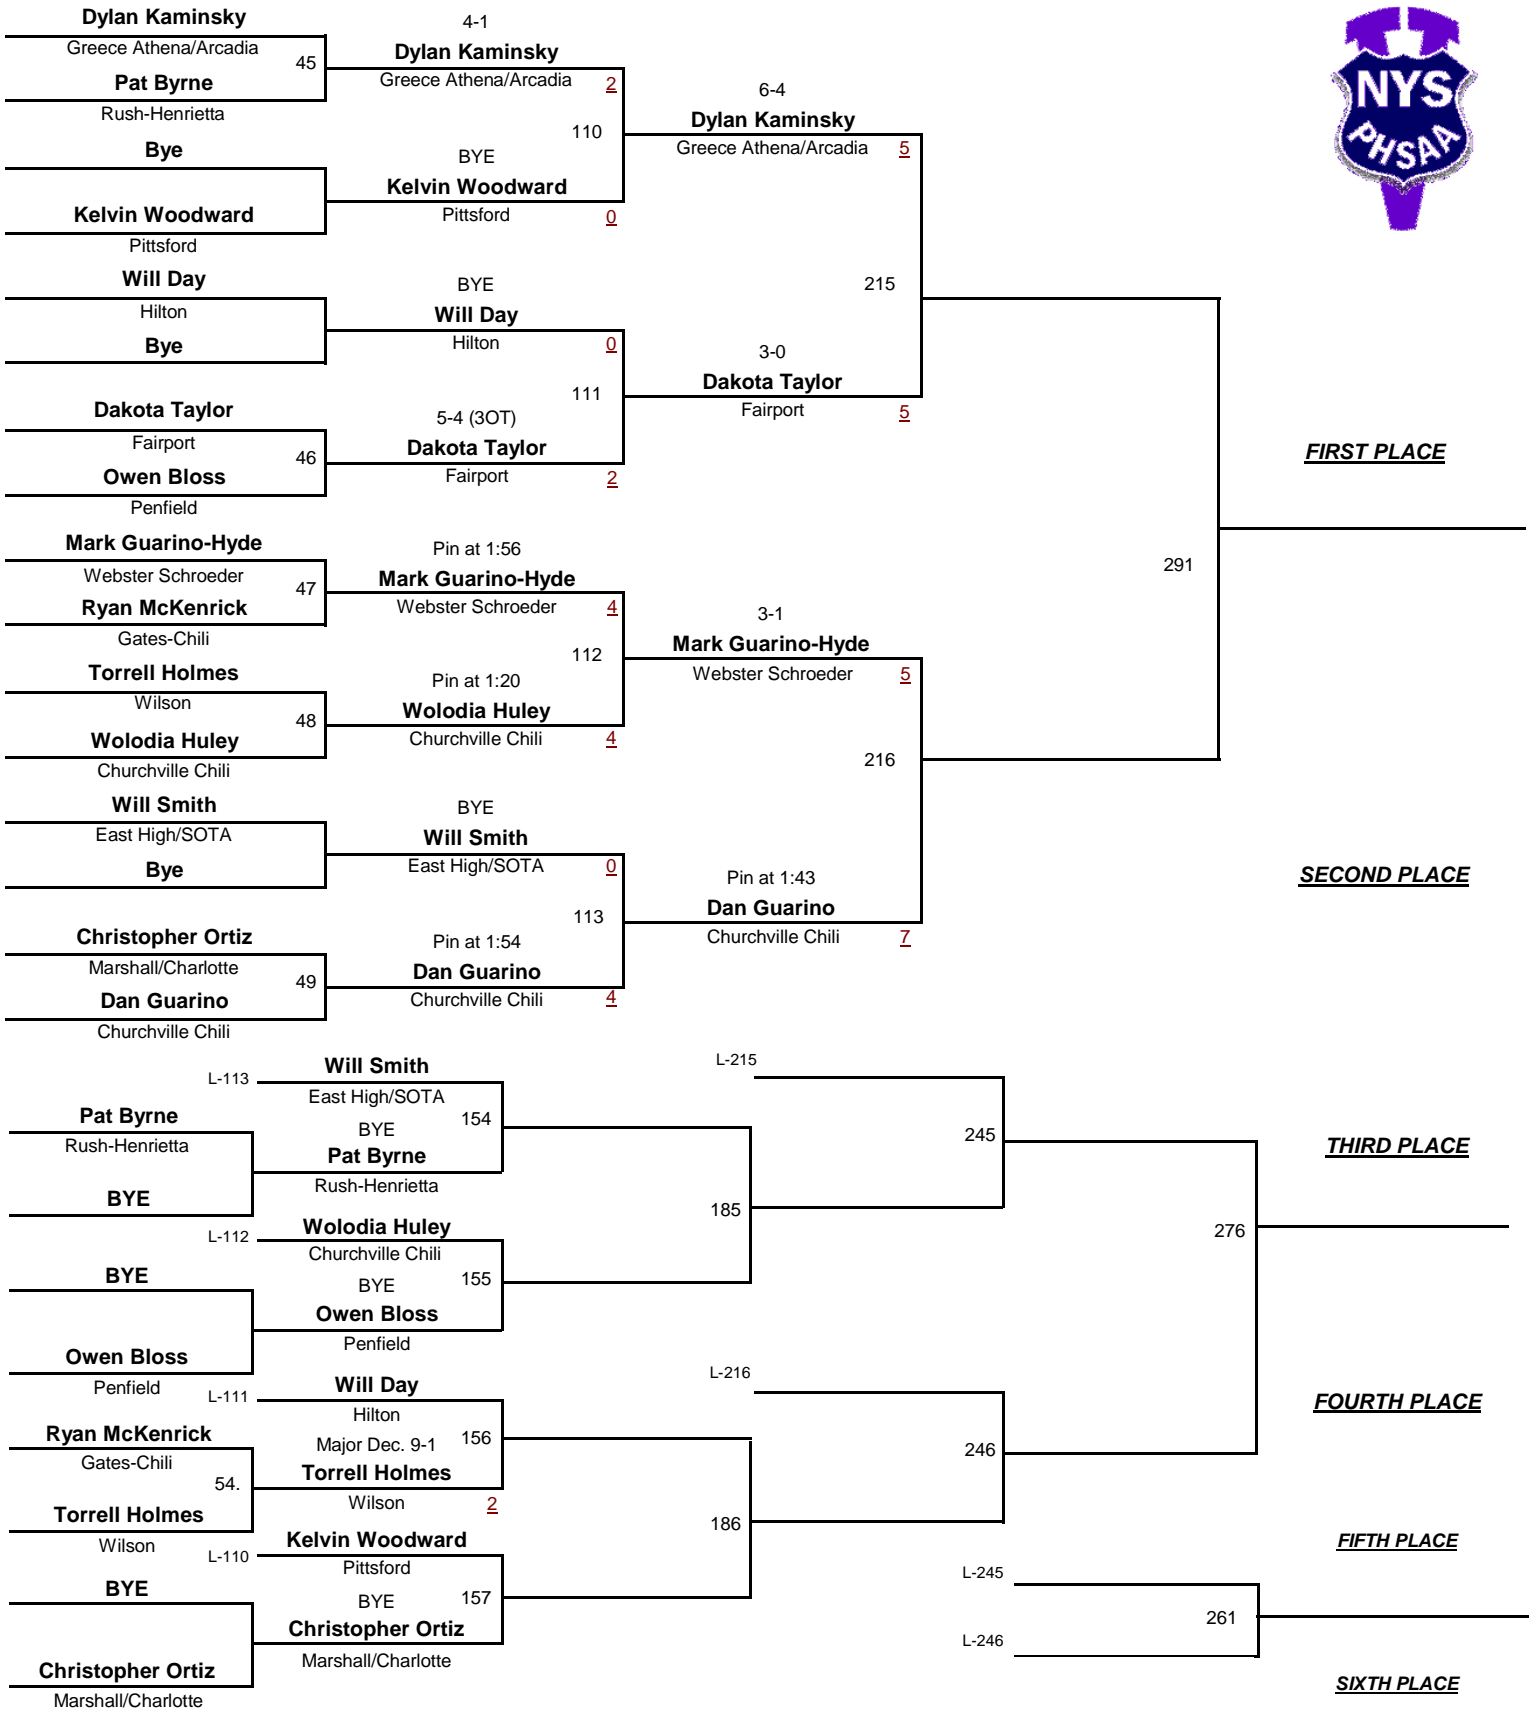 Dylan Kaminsky
Greece Athena/Arcadia
45
Pat Byrne
Rush-Henrietta
Bye
Kelvin Woodward
Pittsford
Will Day
Hilton
Bye
Dakota Taylor
Fairport
46
Owen Bloss
Penfield
Mark Guarino-Hyde
Webster Schroeder
47
Ryan McKenrick
Gates-Chili
Torrell Holmes
Wilson
48
Wolodia Huley
Churchville Chili
Will Smith
East High/SOTA
Bye
Christopher Ortiz
Marshall/Charlotte
49
Dan Guarino
Churchville Chili
4-1
Dylan Kaminsky
Greece Athena/Arcadia 2
110
BYE
Kelvin Woodward
Pittsford 0
BYE
Will Day
Hilton 0
111
5-4 (3OT)
Dakota Taylor
Fairport 2
Pin at 1:56
Mark Guarino-Hyde
Webster Schroeder 4
112
Pin at 1:20
Wolodia Huley
Churchville Chili 4
BYE
Will Smith
East High/SOTA 0
113
Pin at 1:54
Dan Guarino
Churchville Chili 4
6-4
Dylan Kaminsky
Greece Athena/Arcadia 5
215
3-0
Dakota Taylor
Fairport 5
3-1
Mark Guarino-Hyde
Webster Schroeder 5
216
Pin at 1:43
Dan Guarino
Churchville Chili 7
291
NYS
PHSAA
FIRST PLACE
SECOND PLACE
L-113
Will Smith
East High/SOTA
154
Pat Byrne
Rush-Henrietta
BYE
BYE
Pat Byrne
Rush-Henrietta
L-112
Wolodia Huley
Churchville Chili
155
BYE
BYE
Owen Bloss
Penfield
Owen Bloss
Penfield
L-111
Will Day
Hilton
156
Ryan McKenrick
Gates-Chili
54.
Major Dec. 9-1
Torrell Holmes
Wilson 2
Torrell Holmes
Wilson
L-110
Kelvin Woodward
Pittsford
157
BYE
BYE
Christopher Ortiz
Marshall/Charlotte
Christopher Ortiz
Marshall/Charlotte
185
186
L-215
245
L-216
246
276
L-245
261
L-246
THIRD PLACE
FOURTH PLACE
FIFTH PLACE
SIXTH PLACE